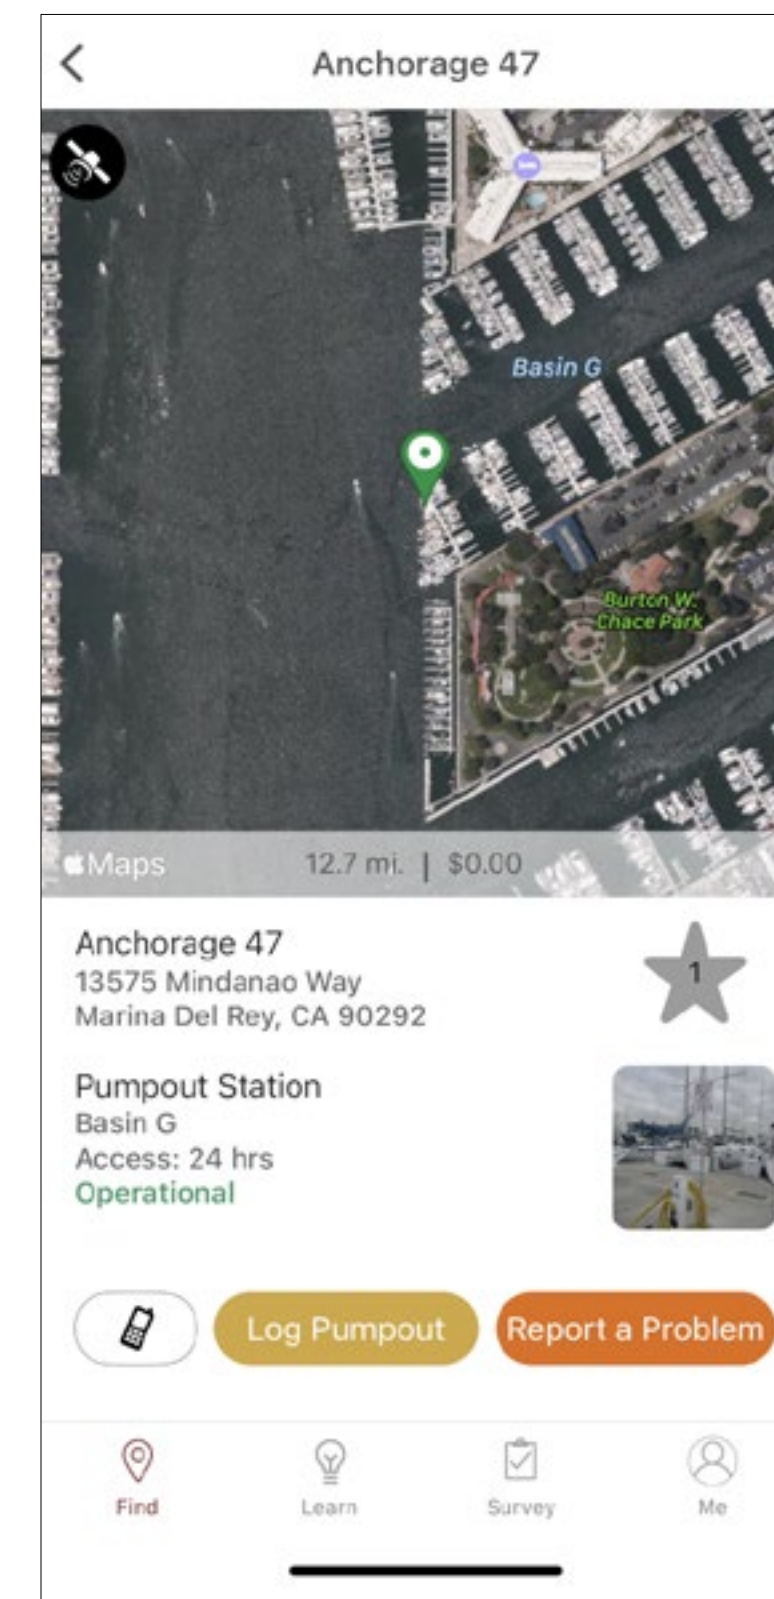 Anchorage 47
Basin G
Burton W.
Chace Park
Maps
12.7 mi. | $0.00
Anchorage 47
13575 Mindanao Way
Marina Del Rey, CA 90292
1
Pumpout Station
Basin G
Access: 24 hrs
Operational
Log Pumpout
Report a Problem
Find
Learn
Survey
Me